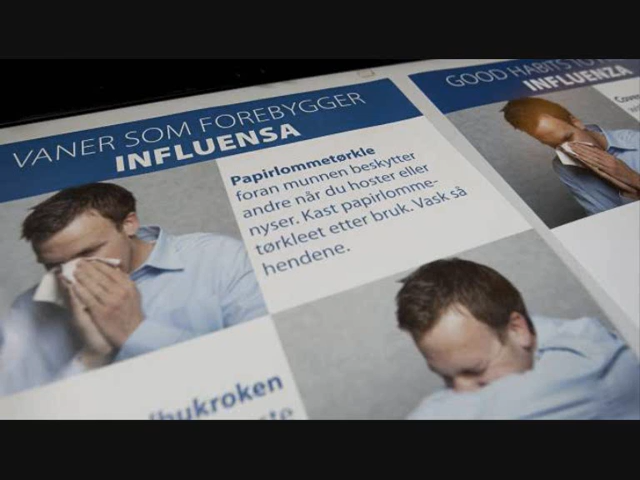 VANER SOM FOREBYGGER
INFLUENSA
Papirlommetørkle
foran munnen beskytter
andre når du hoster eller
nyser. Kast papirlomme-
tørkleet etter bruk. Vask så
hendene.
GOOD HABITS TO
INFLUENZA